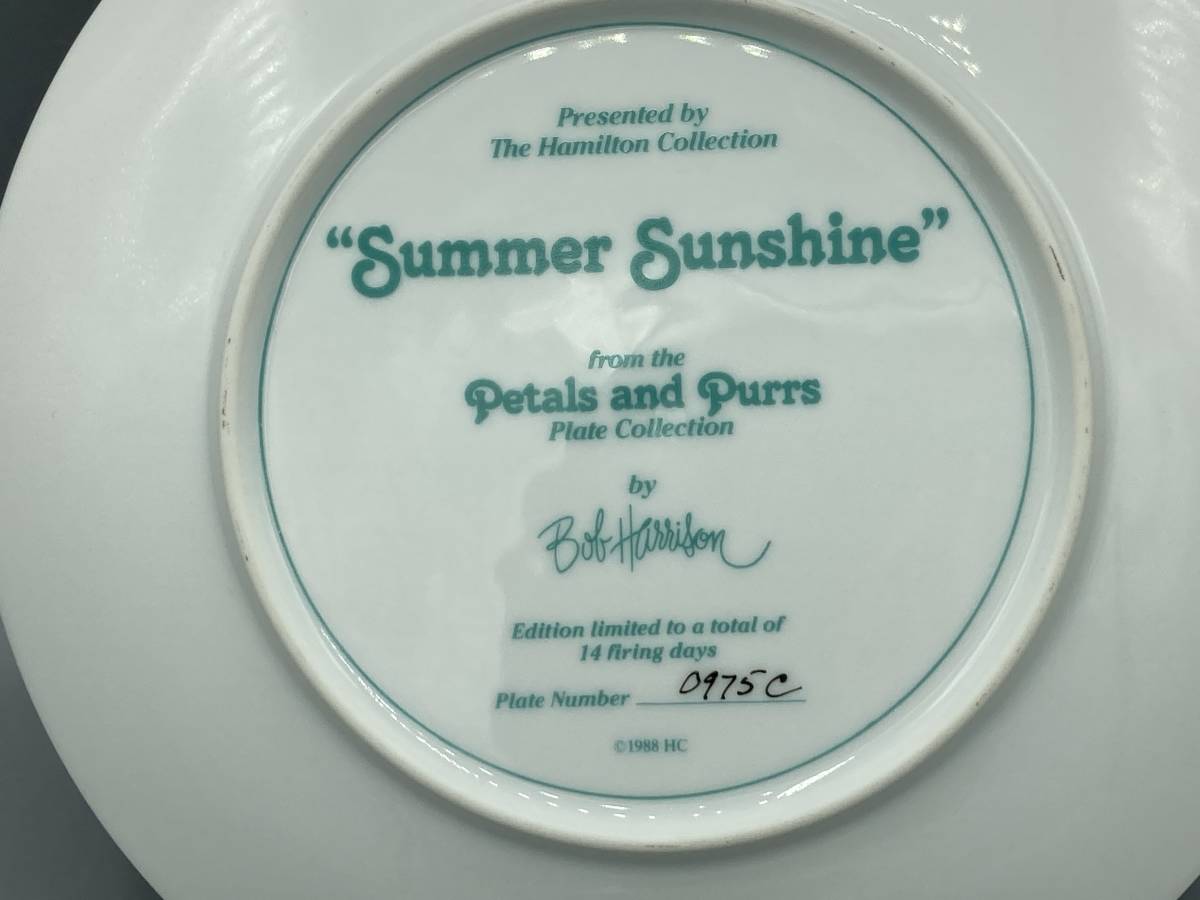 Presented by
The Hamilton Collection
“Summer Sunshine”
from the
Petals and Purrs
Plate Collection
by
Bob Harrison
Edition limited to a total of
14 firing days
Plate Number 0975C
©1988 HC